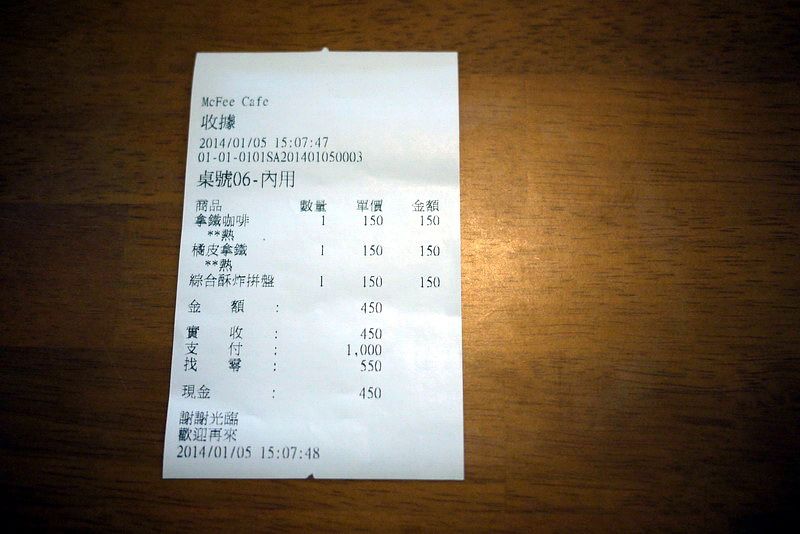 McFee Cafe
收據
2014/01/05 15:07:47
01-01-0101SA201401050003
桌號06-內用
商品 數量 單價 金額
拿鐵咖啡 1 150 150
**熱
橘皮拿鐵 1 150 150
**熱
綜合酥炸拼盤 1 150 150
金 額 : 450
實 收 : 450
支 付 : 1,000
找 零 : 550
現金 : 450
謝謝光臨
歡迎再來
2014/01/05 15:07:48